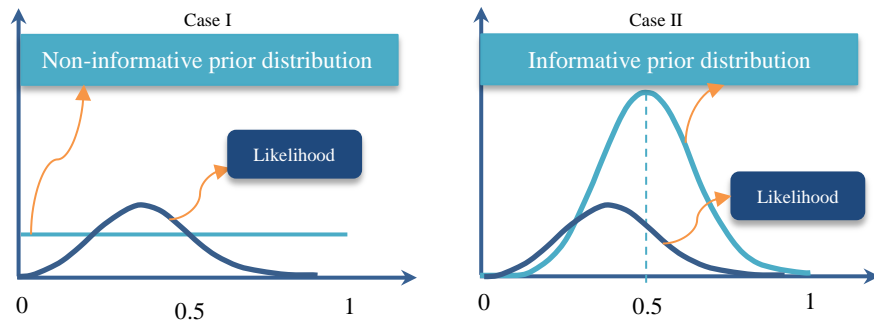 Case I
Non-informative prior distribution
Likelihood
0
0.5
1
Case II
Informative prior distribution
Likelihood
0
0.5
1